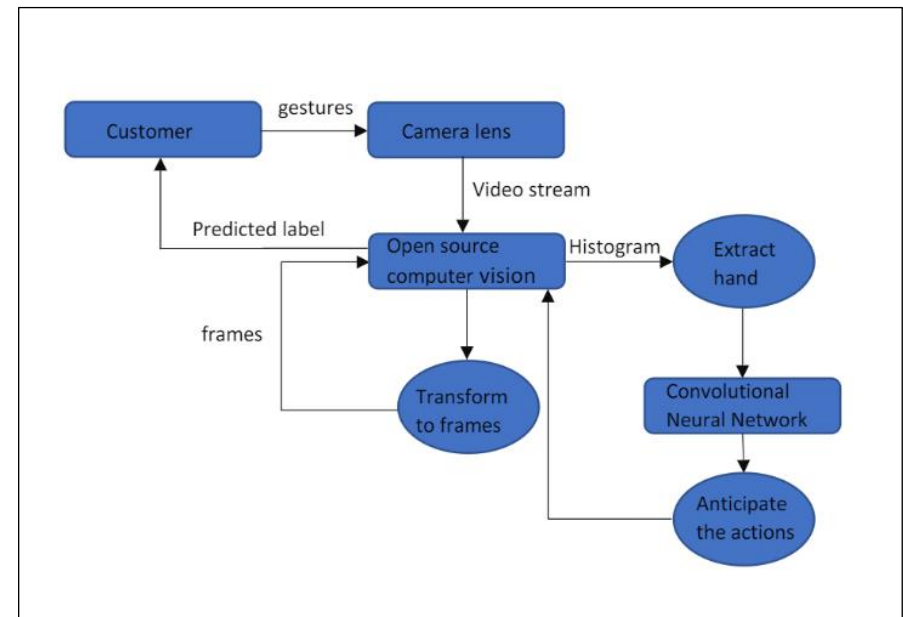 gestures
Customer
Camera lens
Video stream
Predicted label
Open source
computer vision
Histogram
Extract
hand
frames
Transform
to frames
Convolutional
Neural Network
Anticipate
the actions